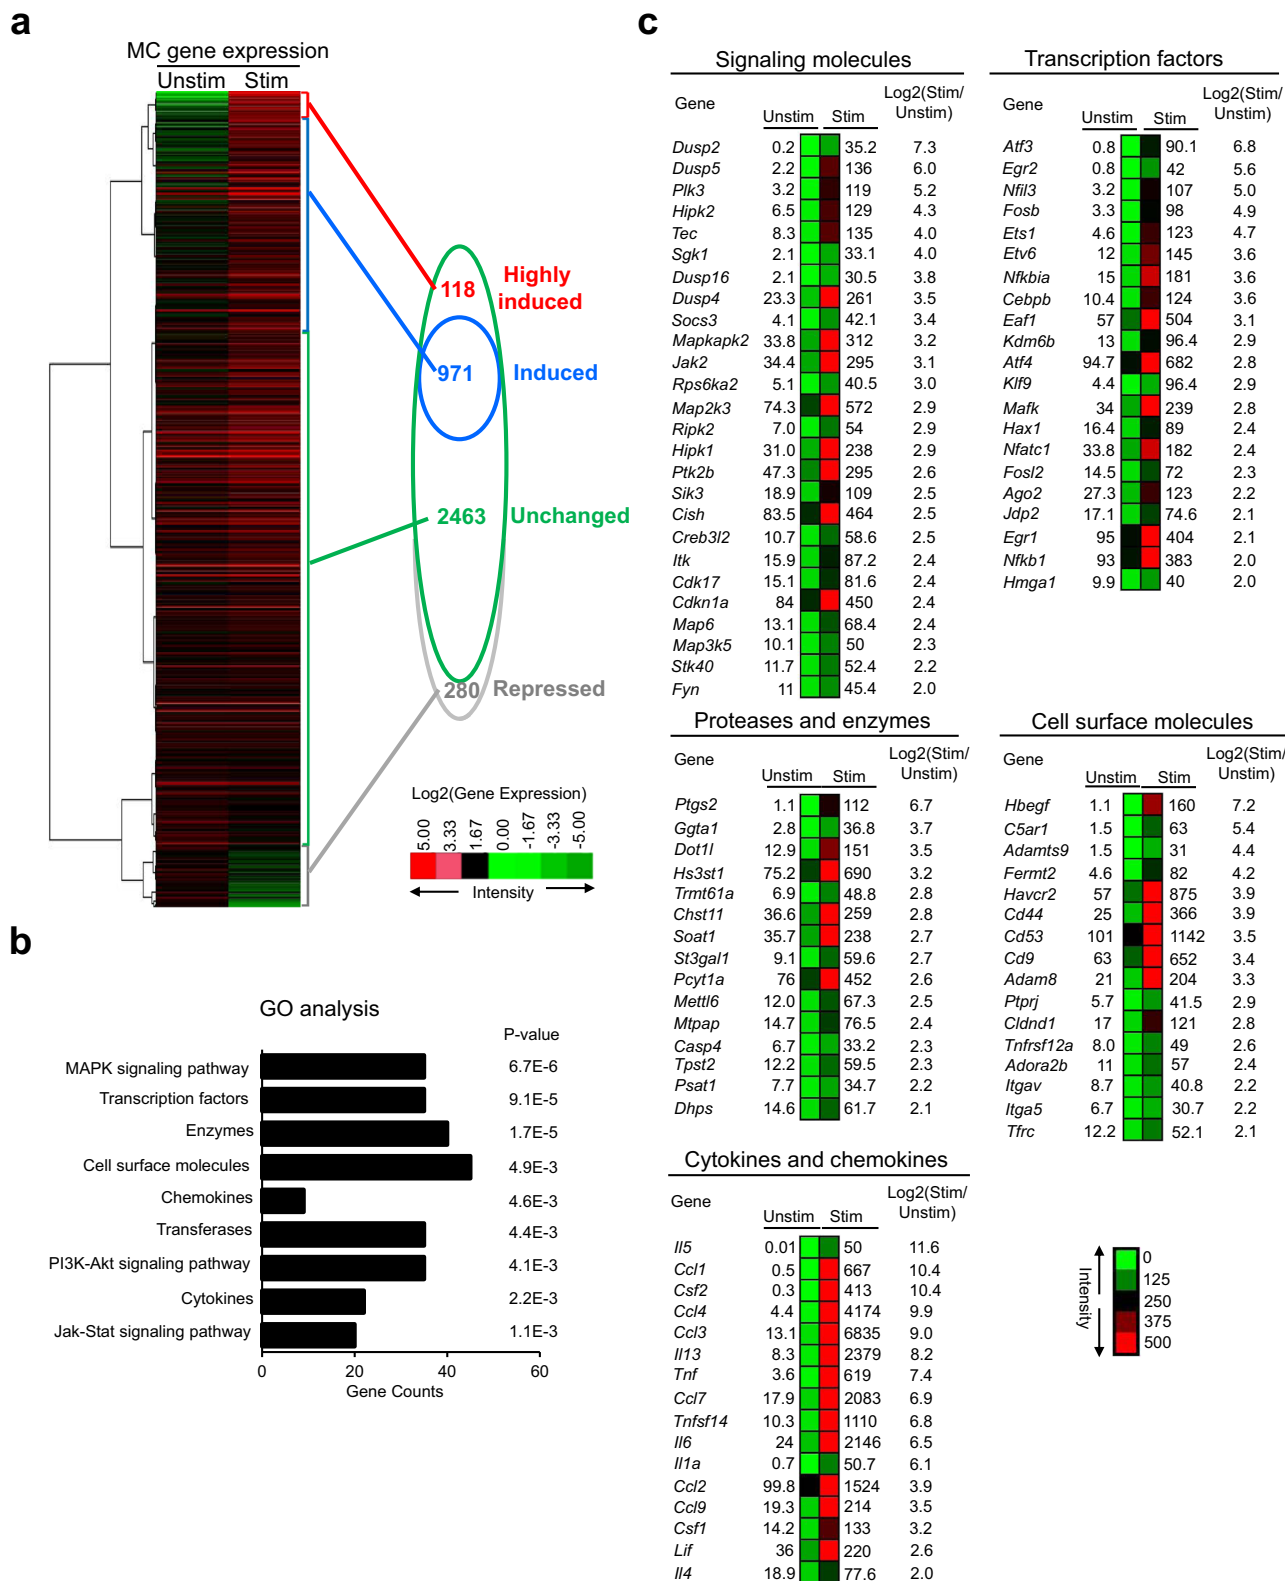 a
MC gene expression
Unstim Stim
118
Highly
induced
971
Induced
2463
Unchanged
280
Repressed
Log2(Gene Expression)
5.00 3.33 1.67 0.00 -1.67 -3.33 -5.00
Intensity
b
GO analysis
P-value
MAPK signaling pathway 6.7E-6
Transcription factors 9.1E-5
Enzymes 1.7E-5
Cell surface molecules 4.9E-3
Chemokines 4.6E-3
Transferases 4.4E-3
PI3K-Akt signaling pathway 4.1E-3
Cytokines 2.2E-3
Jak-Stat signaling pathway 1.1E-3
0 20 40 60
Gene Counts
c
Signaling molecules
Gene Unstim Stim Log2(Stim/
Unstim)
Dusp2 0.2 35.2 7.3
Dusp5 2.2 136 6.0
Plk3 3.2 119 5.2
Hipk2 6.5 129 4.3
Tec 8.3 135 4.0
Sgk1 2.1 33.1 4.0
Dusp16 2.1 30.5 3.8
Dusp4 23.3 261 3.5
Socs3 4.1 42.1 3.4
Mapkapk2 33.8 312 3.2
Jak2 34.4 295 3.1
Rps6ka2 5.1 40.5 3.0
Map2k3 74.3 572 2.9
Ripk2 7.0 54 2.9
Hipk1 31.0 238 2.9
Ptk2b 47.3 295 2.6
Sik3 18.9 109 2.5
Cish 83.5 464 2.5
Creb3l2 10.7 58.6 2.5
Itk 15.9 87.2 2.4
Cdk17 15.1 81.6 2.4
Cdkn1a 84 450 2.4
Map6 13.1 68.4 2.4
Map3k5 10.1 50 2.3
Stk40 11.7 52.4 2.2
Fyn 11 45.4 2.0
Transcription factors
Gene Unstim Stim Log2(Stim/
Unstim)
Atf3 0.8 90.1 6.8
Egr2 0.8 42 5.6
Nfil3 3.2 107 5.0
Fosb 3.3 98 4.9
Ets1 4.6 123 4.7
Etv6 12 145 3.6
Nfkbia 15 181 3.6
Cebpb 10.4 124 3.6
Eaf1 57 504 3.1
Kdm6b 13 96.4 2.9
Atf4 94.7 682 2.8
Klf9 4.4 96.4 2.9
Mafk 34 239 2.8
Hax1 16.4 89 2.4
Nfatc1 33.8 182 2.4
Fosl2 14.5 72 2.3
Ago2 27.3 123 2.2
Jdp2 17.1 74.6 2.1
Egr1 95 404 2.1
Nfkb1 93 383 2.0
Hmga1 9.9 40 2.0
Proteases and enzymes
Gene Unstim Stim Log2(Stim/
Unstim)
Ptgs2 1.1 112 6.7
Ggta1 2.8 36.8 3.7
Dot1l 12.9 151 3.5
Hs3st1 75.2 690 3.2
Trmt61a 6.9 48.8 2.8
Chst11 36.6 259 2.8
Soat1 35.7 238 2.7
St3gal1 9.1 59.6 2.7
Pcyt1a 76 452 2.6
Mettl6 12.0 67.3 2.5
Mtpap 14.7 76.5 2.4
Casp4 6.7 33.2 2.3
Tpst2 12.2 59.5 2.3
Psat1 7.7 34.7 2.2
Dhps 14.6 61.7 2.1
Cell surface molecules
Gene Unstim Stim Log2(Stim/
Unstim)
Hbegf 1.1 160 7.2
C5ar1 1.5 63 5.4
Adamts9 1.5 31 4.4
Fermt2 4.6 82 4.2
Havcr2 57 875 3.9
Cd44 25 366 3.9
Cd53 101 1142 3.5
Cd9 63 652 3.4
Adam8 21 204 3.3
Ptprj 5.7 41.5 2.9
Cldnd1 17 121 2.8
Tnfrsf12a 8.0 49 2.6
Adora2b 11 57 2.4
Itgav 8.7 40.8 2.2
Itga5 6.7 30.7 2.2
Tfrc 12.2 52.1 2.1
Cytokines and chemokines
Gene Unstim Stim Log2(Stim/
Unstim)
Il5 0.01 50 11.6
Ccl1 0.5 667 10.4
Csf2 0.3 413 10.4
Ccl4 4.4 4174 9.9
Ccl3 13.1 6835 9.0
Il13 8.3 2379 8.2
Tnf 3.6 619 7.4
Ccl7 17.9 2083 6.9
Tnfsf14 10.3 1110 6.8
Il6 24 2146 6.5
Il1a 0.7 50.7 6.1
Ccl2 99.8 1524 3.9
Ccl9 19.3 214 3.5
Csf1 14.2 133 3.2
Lif 36 220 2.6
Il4 18.9 77.6 2.0
Intensity
0
125
250
375
500